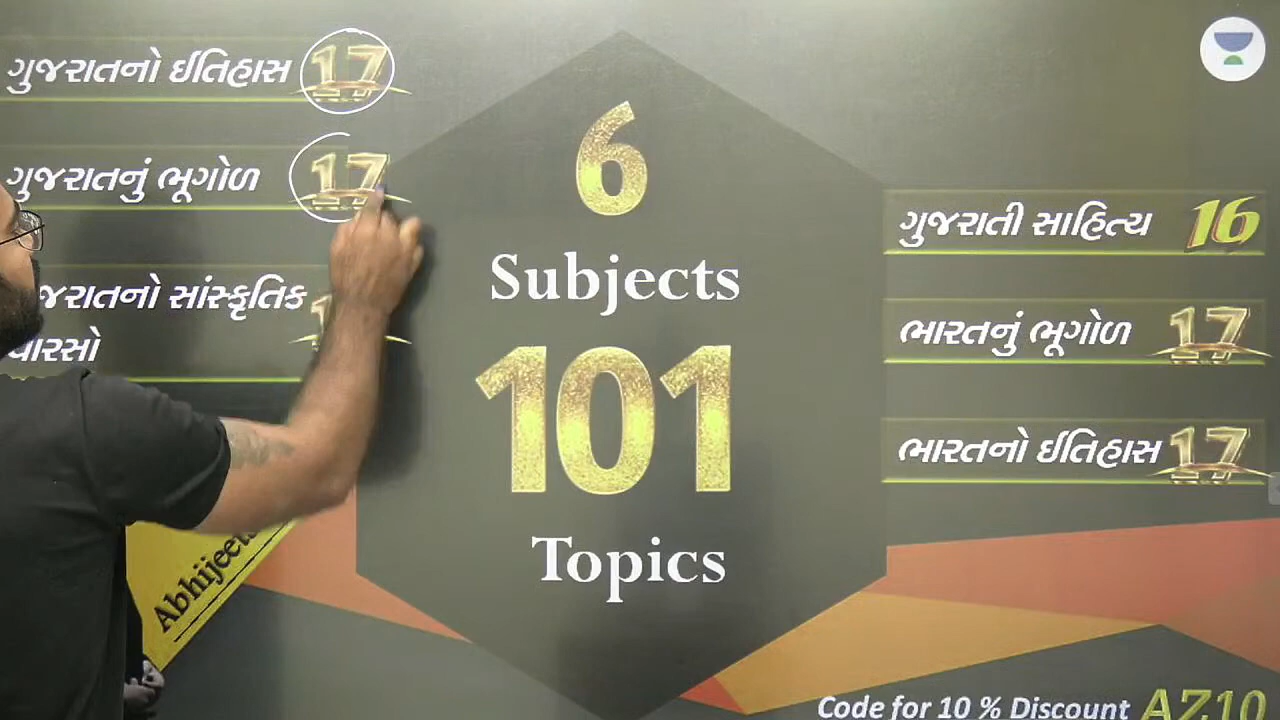 ગુજરાતનો ઈતિહાસ 17
ગુજરાતનું ભૂગોળ 17
વારસો
6
Subjects
101
Topics
ગુજરાતી સાહિત્ય 16
ભારતનું ભૂગોળ 17
ભારતનો ઈતિહાસ 17
સાંસ્કૃતિક
Code for 10 % Discount AZ10